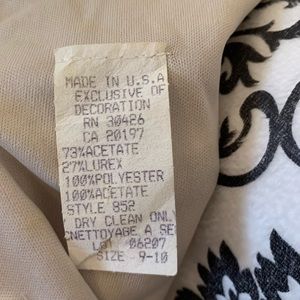 MADE IN U.S.A
EXCLUSIVE OF
DECORATION
RN 30426
CA 20197
73%ACETATE
27%LUREX
100%POLYESTER
100%ACETATE
STYLE 852
DRY CLEAN ONL
NETTOYAGE A SE
LOT 06207
SIZE 9-10